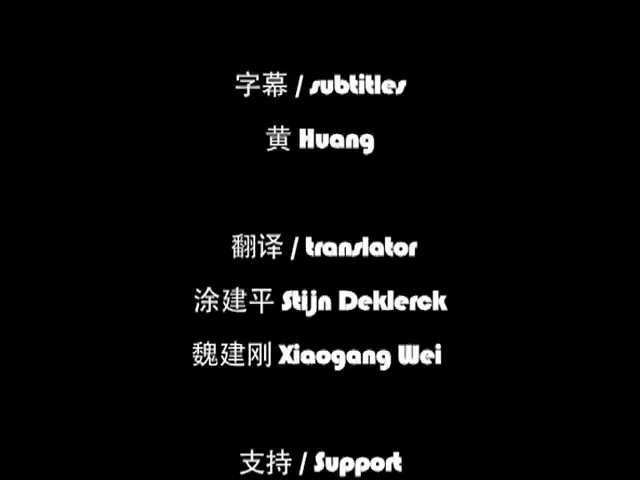 字幕 / subtitles
黄 Huang
翻译 / translator
涂建平 Stijn Deklerck
魏建刚 Xiaogang Wei
支持 / Support